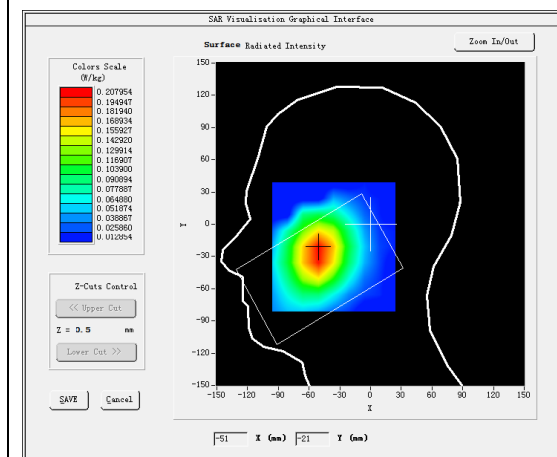 SAR Visualisation Graphical Interface
Surface Radiated Intensity
Zoom In/Out
Colors Scale
(W/kg)
0.207954
0.194947
0.181940
0.168934
0.155927
0.142920
0.129914
0.116907
0.103900
0.090894
0.077887
0.064880
0.051874
0.038867
0.025860
0.012854
150
120
90
60
30
0
-30
-60
-90
-120
-150
Y
-150 -120 -90 -60 -30 0 30 60 90 120 150
X
Z-Cuts Control
<< Upper Cut
Z = 0.5 mm
Lower Cut >>
SAVE Cancel
-51 X (mm) -21 Y (mm)